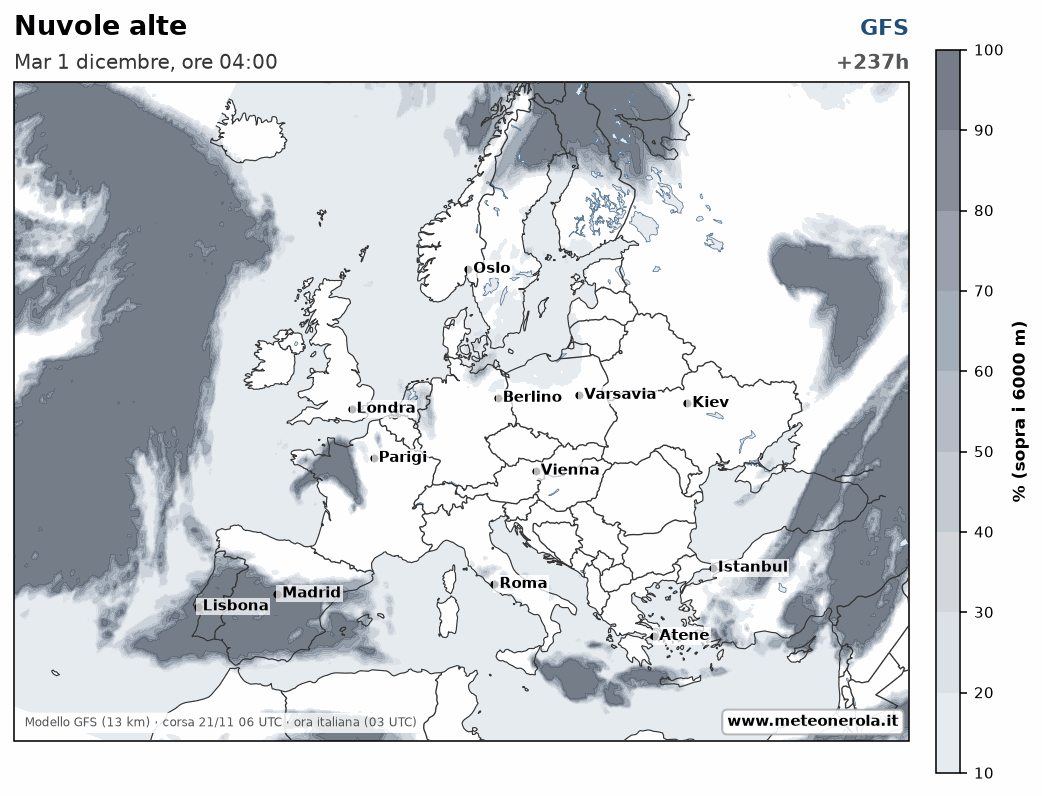 Nuvole alte
GFS
Mar 1 dicembre, ore 04:00
+237h
100
90
80
70
60
50
40
30
20
10
% (sopra i 6000 m)
Oslo
Londra
Berlino
Varsavia
Kiev
Parigi
Vienna
Istanbul
Roma
Madrid
Lisbona
Atene
Modello GFS (13 km) · corsa 21/11 06 UTC · ora italiana (03 UTC)
www.meteonerola.it